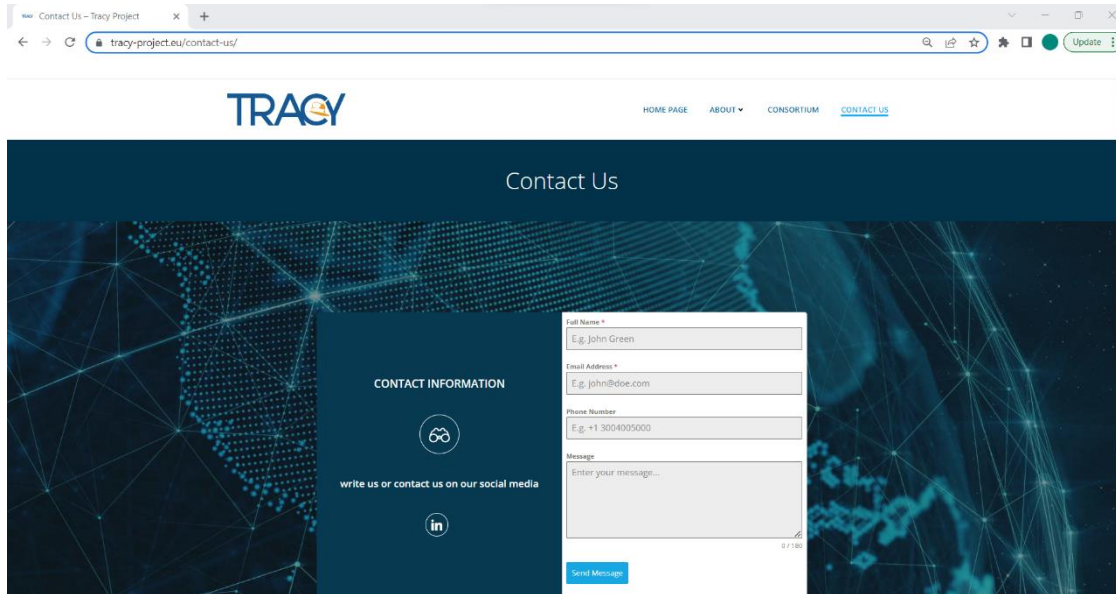 TRACY Contact Us – Tracy Project
tracy-project.eu/contact-us/
Update
TRACY
HOME PAGE ABOUT CONSORTIUM CONTACT US
Contact Us
CONTACT INFORMATION
write us or contact us on our social media
in
Full Name *
E.g. John Green
Email Address *
E.g. john@doe.com
Phone Number
E.g. +1 3004005000
Message
Enter your message...
0 / 180
Send Message